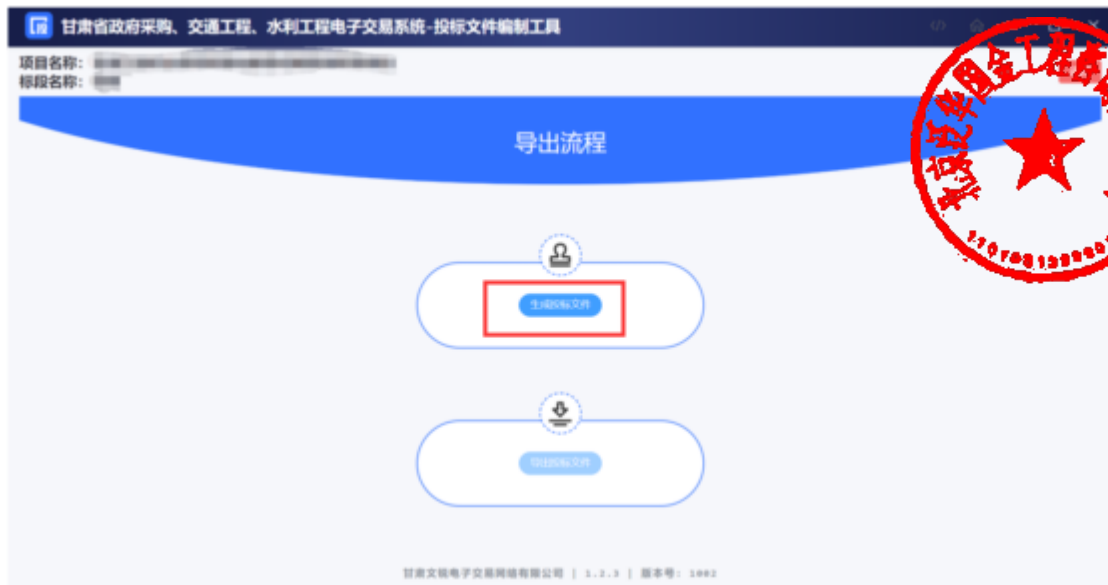 投 甘肃省政府采购、交通工程、水利工程电子交易系统-投标文件编制工具
项目名称：
标段名称：
导出流程
生成投标文件
导出投标文件
甘肃文锐电子交易网络有限公司 | 1.2.3 | 版本号: 1002